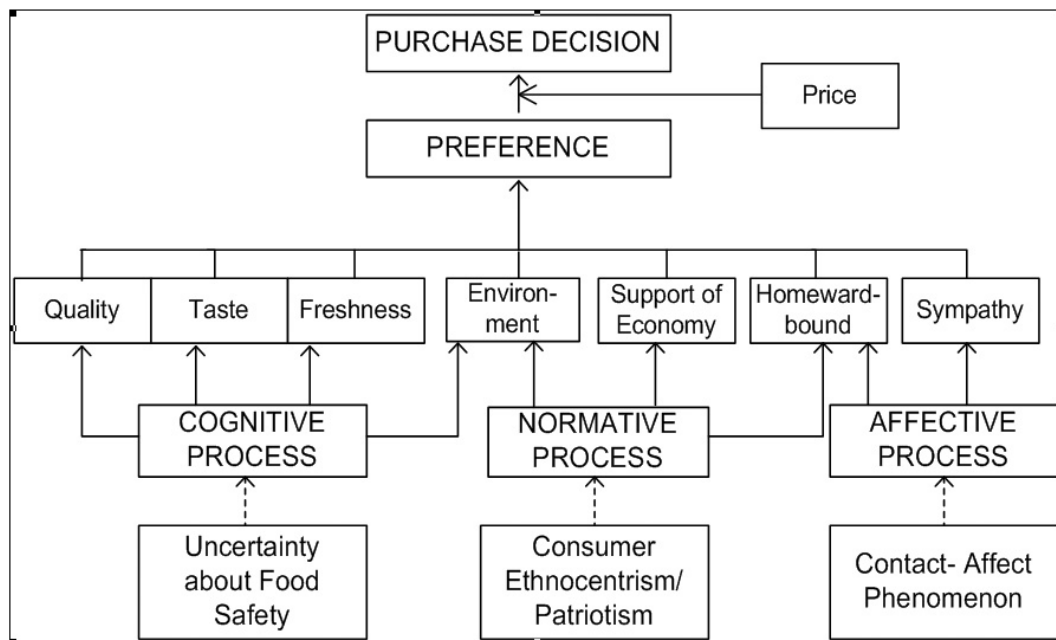 PURCHASE DECISION
Price
PREFERENCE
Quality
Taste
Freshness
Environ-
ment
Support of
Economy
Homeward-
bound
Sympathy
COGNITIVE
PROCESS
NORMATIVE
PROCESS
AFFECTIVE
PROCESS
Uncertainty
about Food
Safety
Consumer
Ethnocentrism/
Patriotism
Contact- Affect
Phenomenon